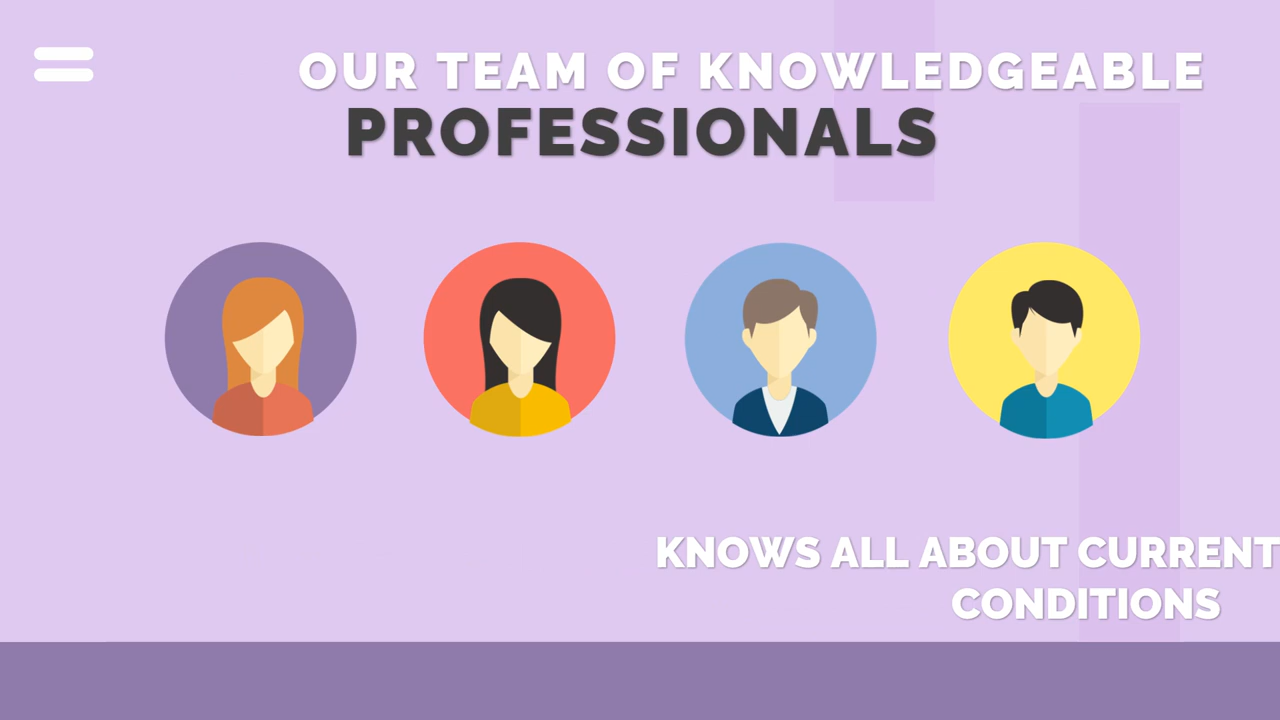 OUR TEAM OF KNOWLEDGEABLE
PROFESSIONALS
KNOWS ALL ABOUT CURRENT
CONDITIONS